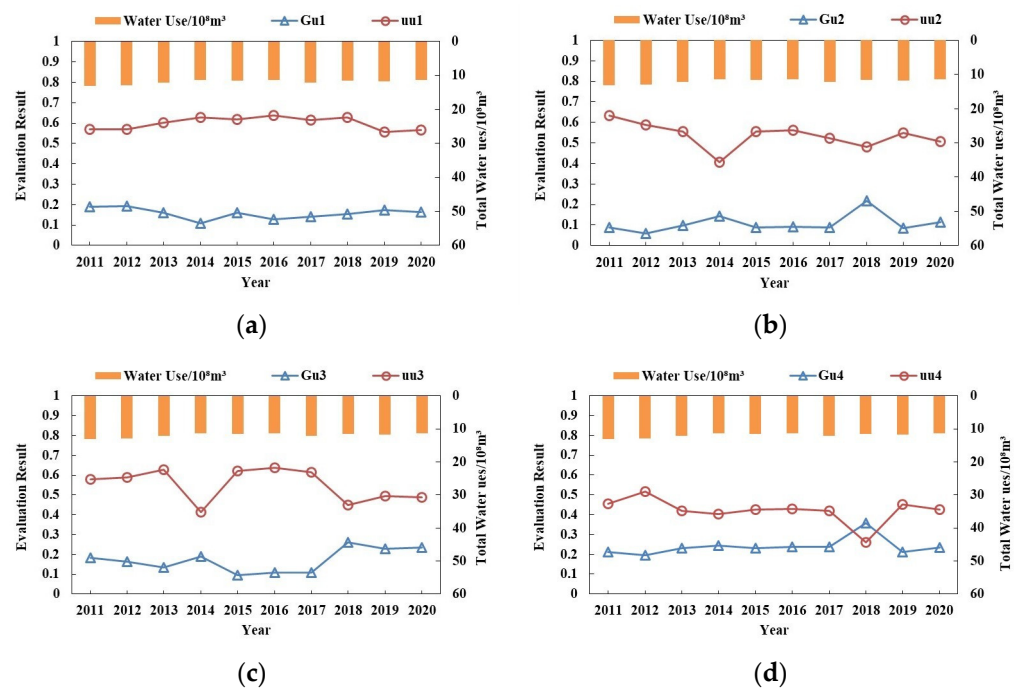 Water Use/10⁸m³ Gu1 uu1
1 0.9 0.8 0.7 0.6 0.5 0.4 0.3 0.2 0.1 0
Evaluation Result
0 10 20 30 40 50 60
Total Water ues/10⁸m³
2011 2012 2013 2014 2015 2016 2017 2018 2019 2020
Year
(a)
Water Use/10⁸m³ Gu2 uu2
1 0.9 0.8 0.7 0.6 0.5 0.4 0.3 0.2 0.1 0
Evaluation Result
0 10 20 30 40 50 60
Total Water ues/10⁸m³
2011 2012 2013 2014 2015 2016 2017 2018 2019 2020
Year
(b)
Water Use/10⁸m³ Gu3 uu3
1 0.9 0.8 0.7 0.6 0.5 0.4 0.3 0.2 0.1 0
Evaluation Result
0 10 20 30 40 50 60
Total Water ues/10⁸m³
2011 2012 2013 2014 2015 2016 2017 2018 2019 2020
Year
(c)
Water Use/10⁸m³ Gu4 uu4
1 0.9 0.8 0.7 0.6 0.5 0.4 0.3 0.2 0.1 0
Evaluation Result
0 10 20 30 40 50 60
Total Water ues/10⁸m³
2011 2012 2013 2014 2015 2016 2017 2018 2019 2020
Year
(d)